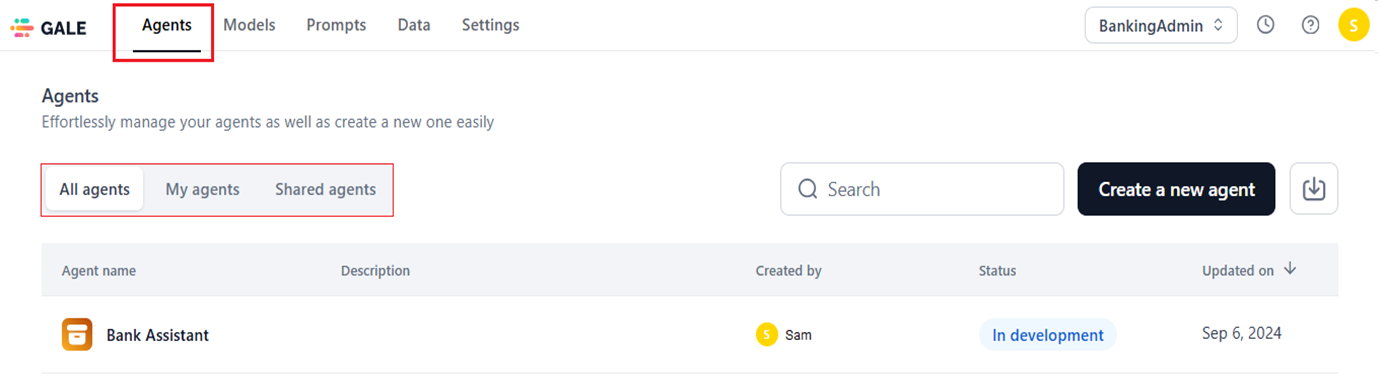 GALE Agents Models Prompts Data Settings BankingAdmin S
Agents
Effortlessly manage your agents as well as create a new one easily
All agents My agents Shared agents Search Create a new agent
Agent name Description Created by Status Updated on
Bank Assistant S Sam In development Sep 6, 2024